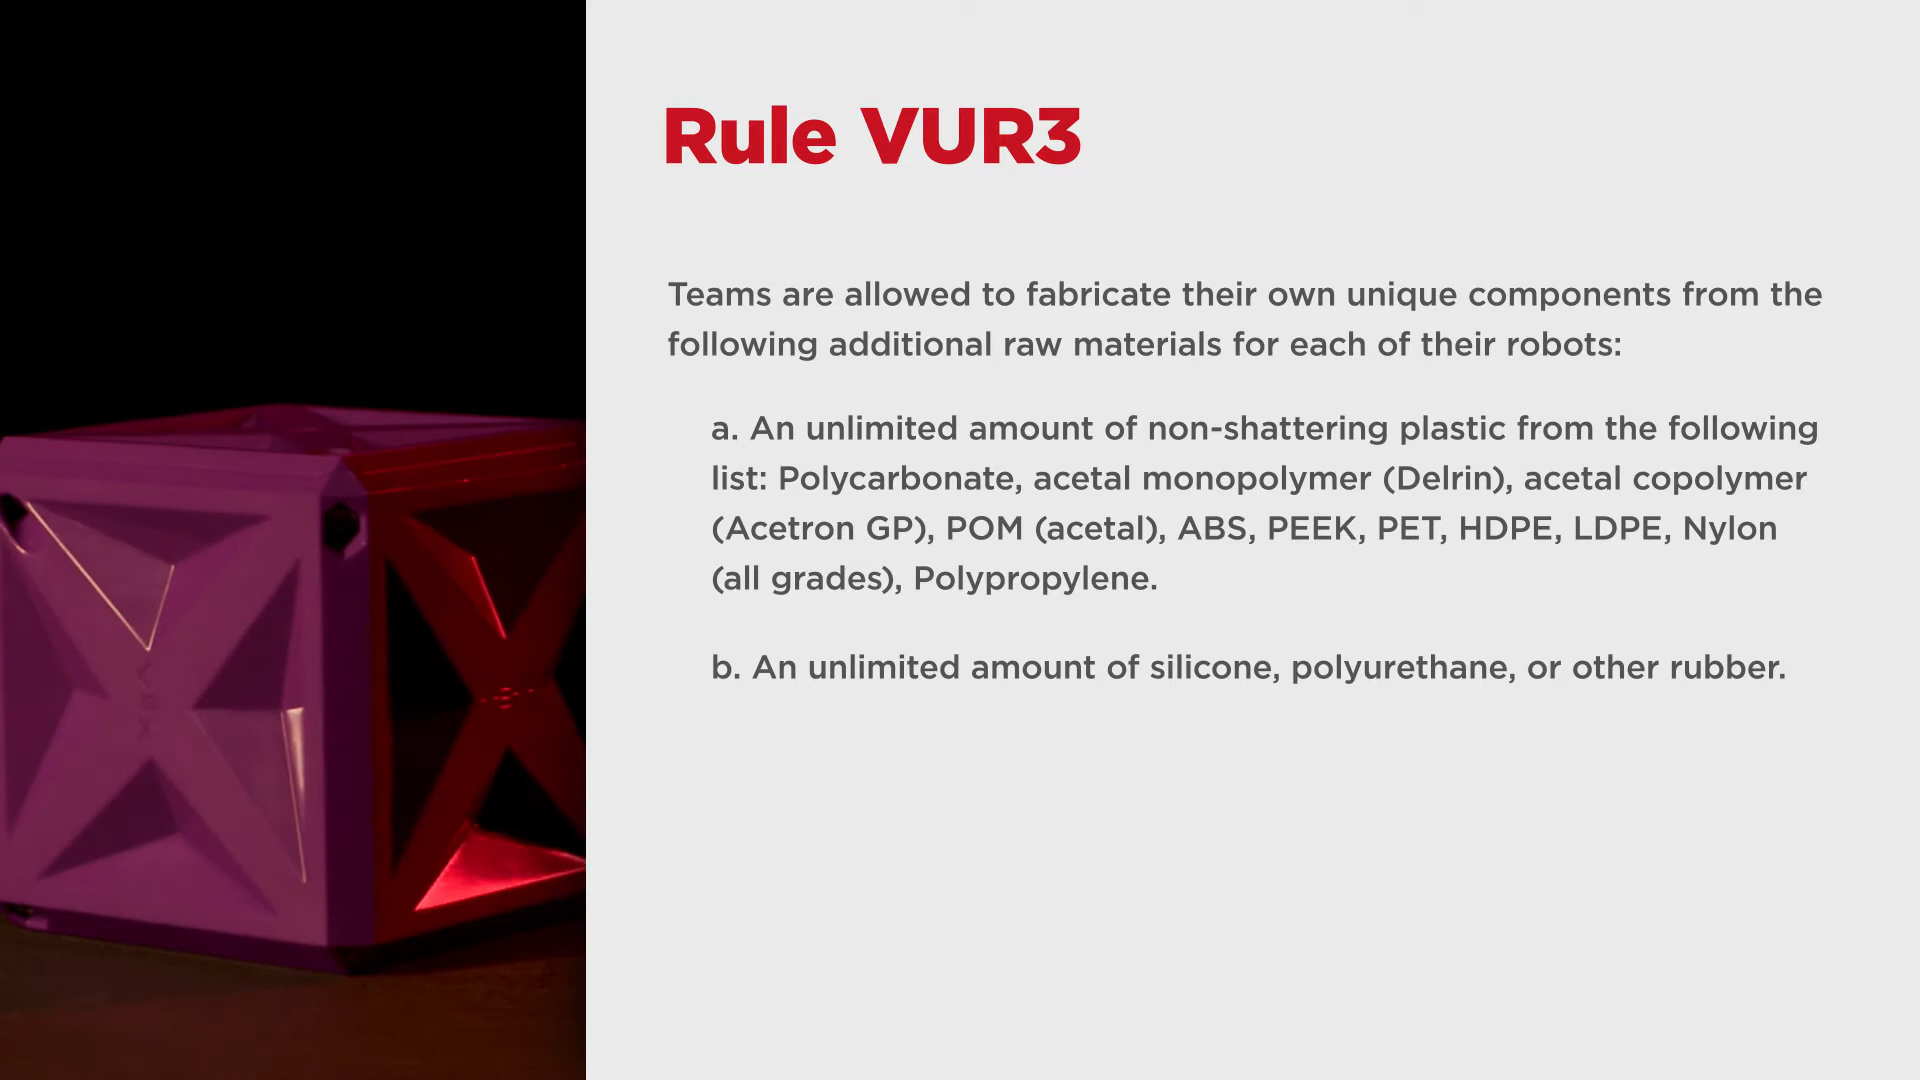 Rule VUR3
Teams are allowed to fabricate their own unique components from the
following additional raw materials for each of their robots:
a. An unlimited amount of non-shattering plastic from the following
list: Polycarbonate, acetal monopolymer (Delrin), acetal copolymer
(Acetron GP), POM (acetal), ABS, PEEK, PET, HDPE, LDPE, Nylon
(all grades), Polypropylene.
b. An unlimited amount of silicone, polyurethane, or other rubber.